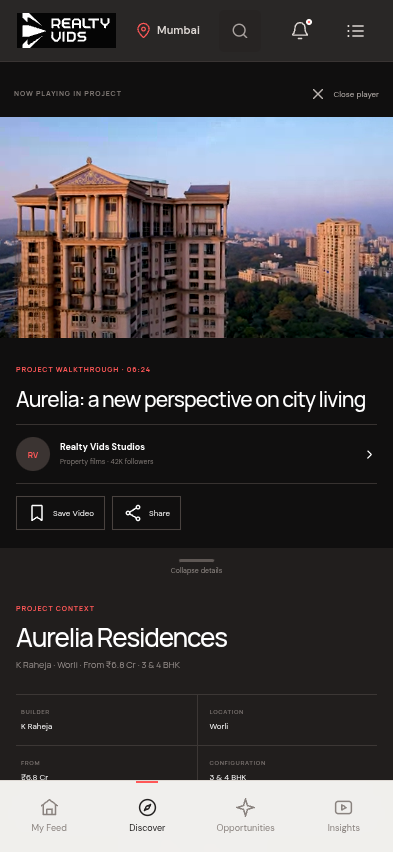 REALTY
VIDS
Mumbai
NOW PLAYING IN PROJECT
Close player
PROJECT WALKTHROUGH · 06:24
Aurelia: a new perspective on city living
RV
Realty Vids Studios
Property films · 42K followers
Save Video
Share
Collapse details
PROJECT CONTEXT
Aurelia Residences
K Raheja · Worli · From ₹6.8 Cr · 3 & 4 BHK
BUILDER
K Raheja
LOCATION
Worli
FROM
₹6.8 Cr
CONFIGURATION
3 & 4 BHK
My Feed
Discover
Opportunities
Insights